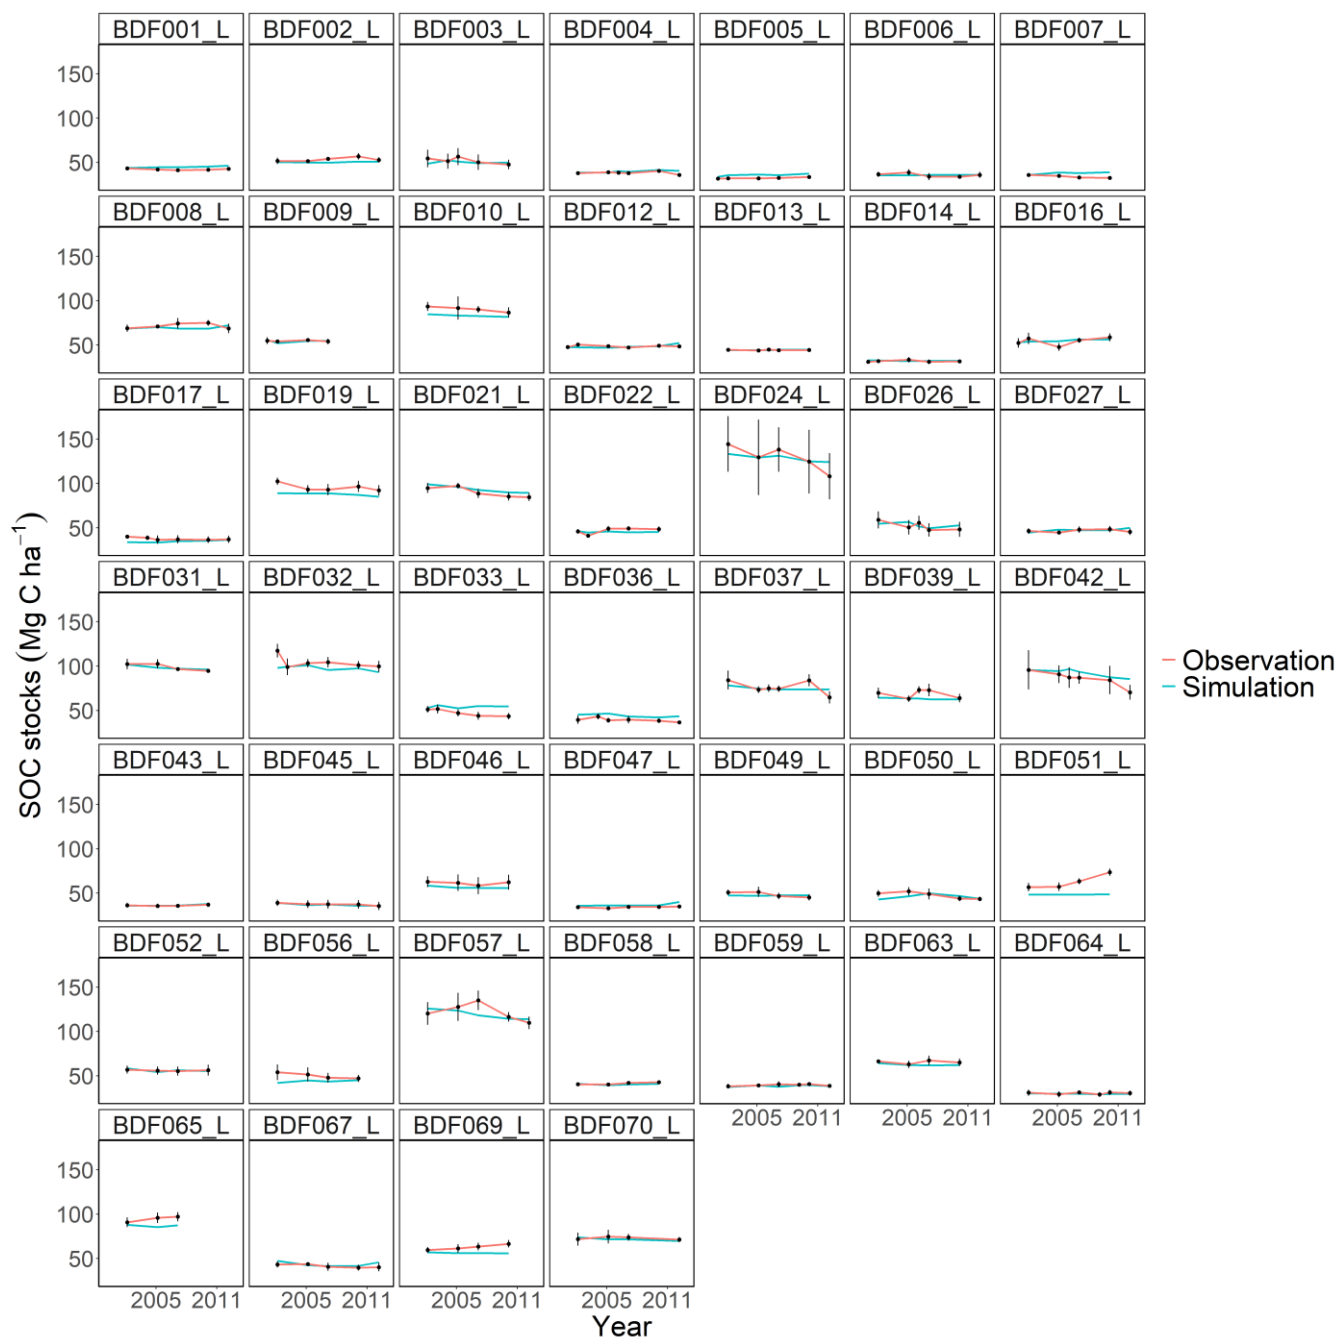 BDF001_L BDF002_L BDF003_L BDF004_L BDF005_L BDF006_L BDF007_L
150
100
50
BDF008_L BDF009_L BDF010_L BDF012_L BDF013_L BDF014_L BDF016_L
150
100
50
BDF017_L BDF019_L BDF021_L BDF022_L BDF024_L BDF026_L BDF027_L
150
100
50
BDF031_L BDF032_L BDF033_L BDF036_L BDF037_L BDF039_L BDF042_L
150
100
50
SOC stocks (Mg C ha⁻¹)
Observation
Simulation
BDF043_L BDF045_L BDF046_L BDF047_L BDF049_L BDF050_L BDF051_L
150
100
50
BDF052_L BDF056_L BDF057_L BDF058_L BDF059_L BDF063_L BDF064_L
150
100
50
2005 2011 2005 2011 2005 2011
BDF065_L BDF067_L BDF069_L BDF070_L
150
100
50
2005 2011 2005 2011 2005 2011 2005 2011
Year